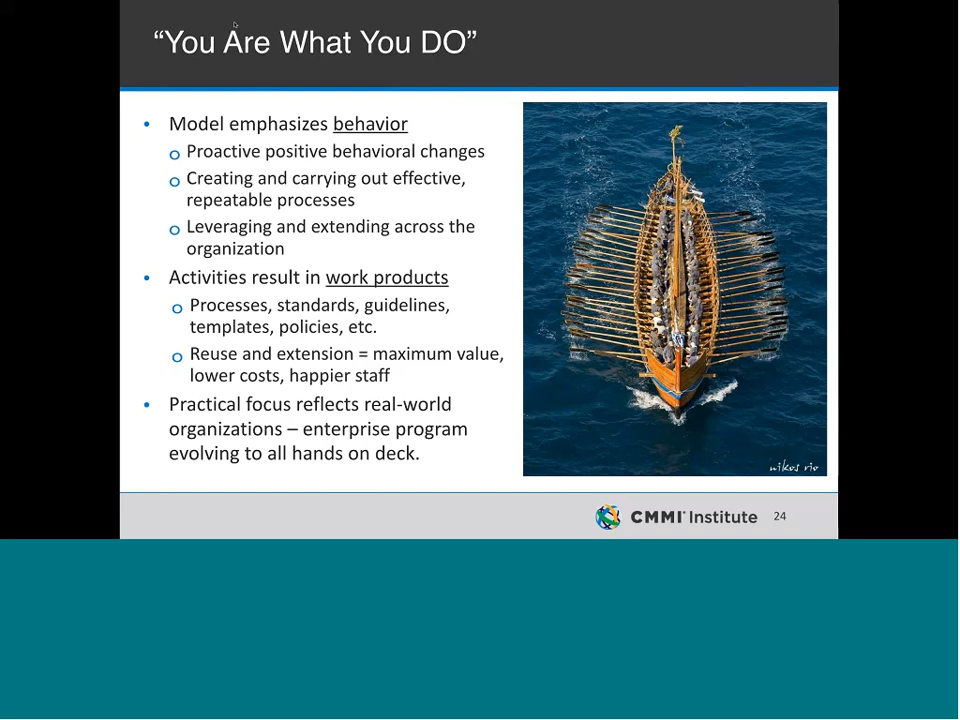 “You Are What You DO”
• Model emphasizes behavior
o Proactive positive behavioral changes
o Creating and carrying out effective,
repeatable processes
o Leveraging and extending across the
organization
• Activities result in work products
o Processes, standards, guidelines,
templates, policies, etc.
o Reuse and extension = maximum value,
lower costs, happier staff
• Practical focus reflects real-world
organizations – enterprise program
evolving to all hands on deck.
nikos rio
CMMI® Institute 24